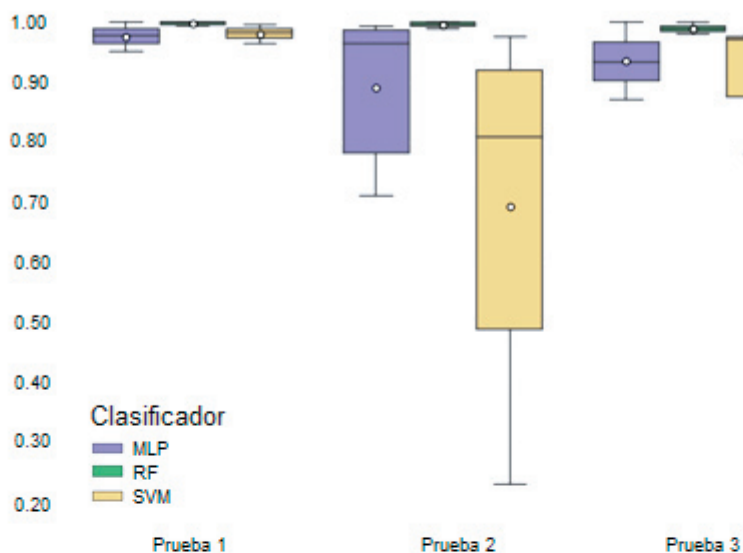 1.00
0.90
0.80
0.70
0.60
0.50
0.40
0.30
0.20
Clasificador
MLP
RF
SVM
Prueba 1
Prueba 2
Prueba 3